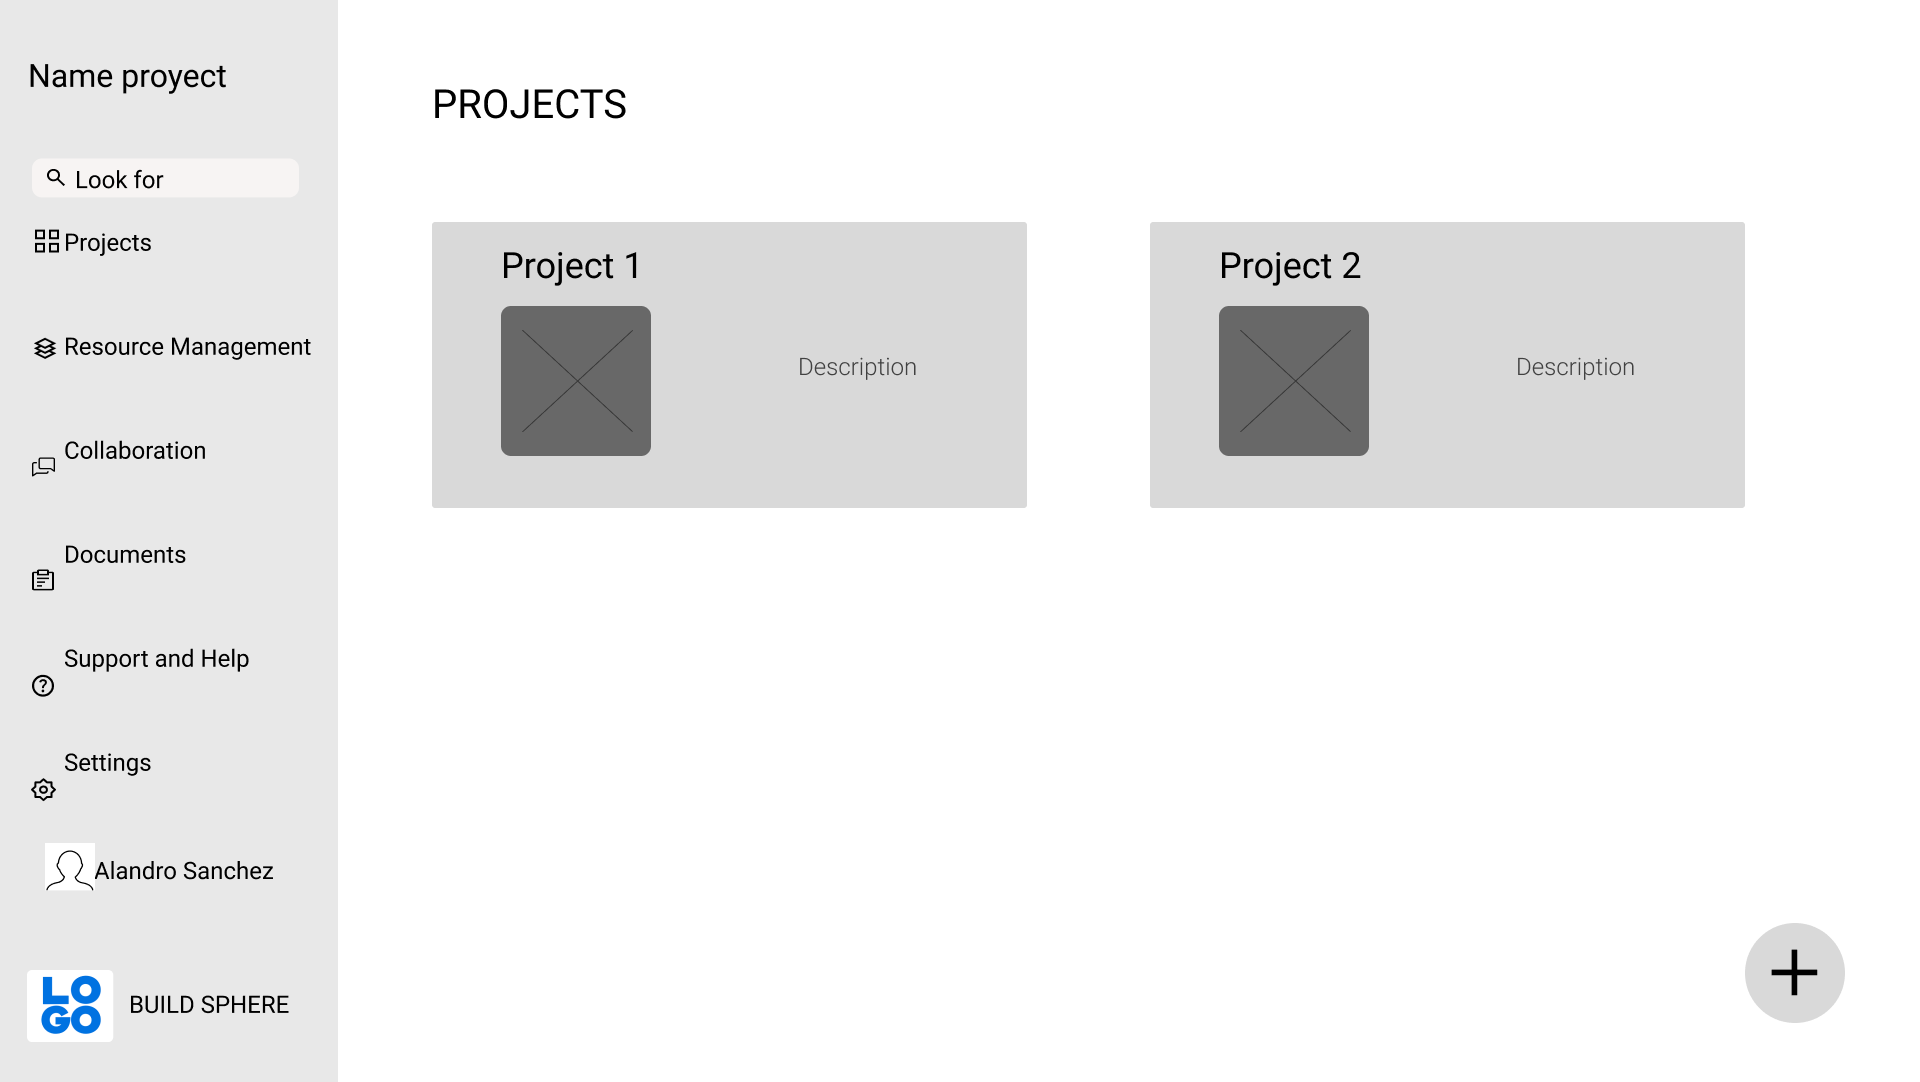 Name proyect
Look for
Projects
Resource Management
Collaboration
Documents
Support and Help
Settings
Alandro Sanchez
LO
GO
BUILD SPHERE
PROJECTS
Project 1
Description
Project 2
Description